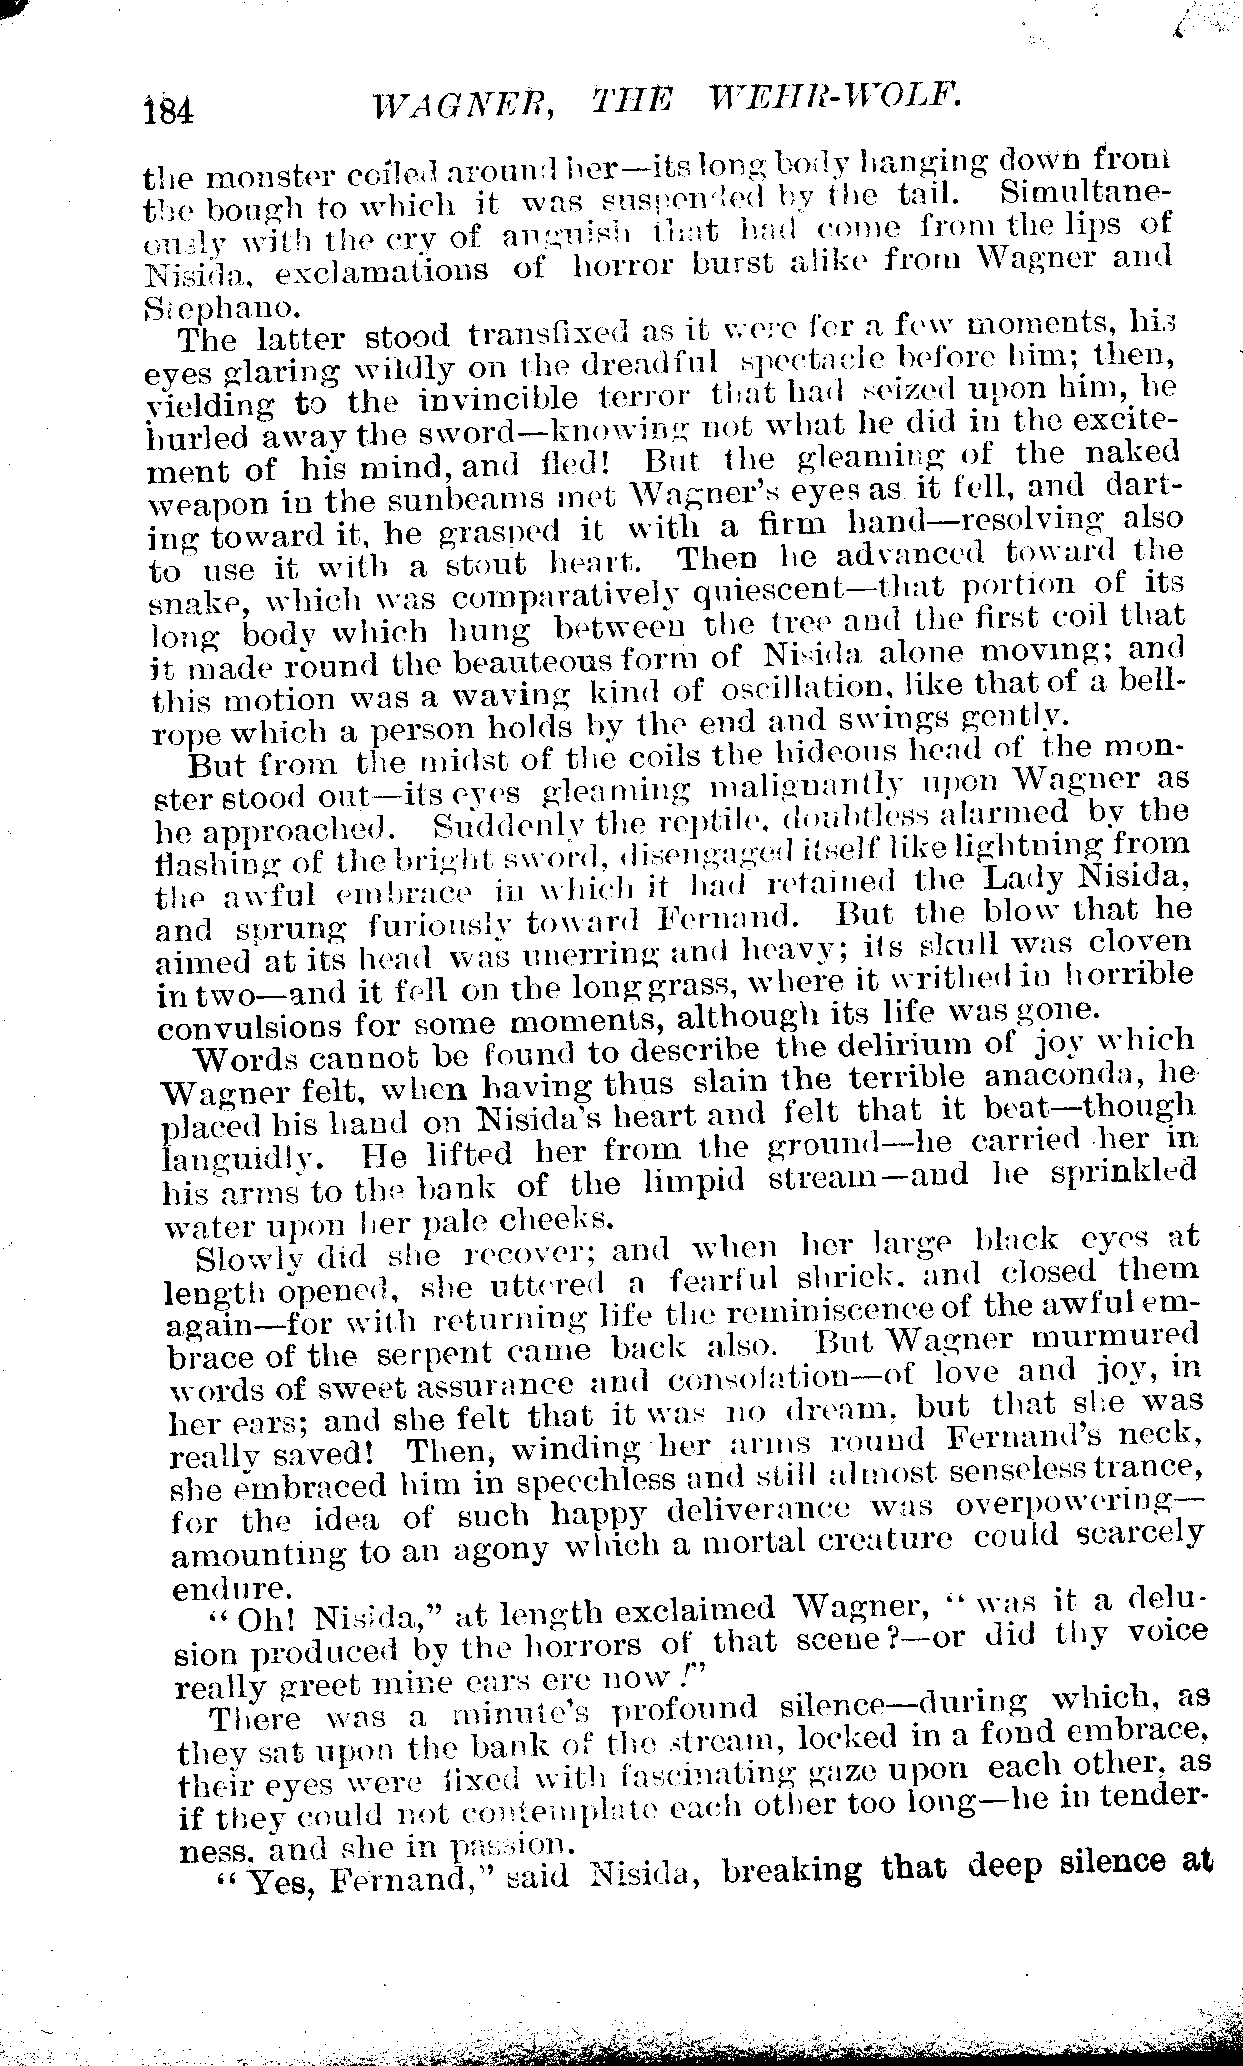 184 WAGNER, THE WEHR-WOLF.
the monster coiled around her—its long body hanging down from
the bough to which it was suspended by the tail. Simultane-
ously with the cry of anguish that had come from the lips of
Nisida, exclamations of horror burst alike from Wagner and
Stephano.
The latter stood transfixed as it were for a few moments, his
eyes glaring wildly on the dreadful spectacle before him; then,
yielding to the invincible terror that had seized upon him, he
hurled away the sword—knowing not what he did in the excite-
ment of his mind, and fled! But the gleaming of the naked
weapon in the sunbeams met Wagner's eyes as it fell, and dart-
ing toward it, he grasped it with a firm hand—resolving also
to use it with a stout heart. Then he advanced toward the
snake, which was comparatively quiescent—that portion of its
long body which hung between the tree and the first coil that
it made round the beauteous form of Nisida alone moving; and
this motion was a waving kind of oscillation, like that of a bell-
rope which a person holds by the end and swings gently.
But from the midst of the coils the hideous head of the mon-
ster stood out—its eyes gleaming malignantly upon Wagner as
he approached. Suddenly the reptile, doubtless alarmed by the
flashing of the bright sword, disengaged itself like lightning from
the awful embrace in which it had retained the Lady Nisida,
and sprung furiously toward Fernand. But the blow that he
aimed at its head was unerring and heavy; its skull was cloven
in two—and it fell on the long grass, where it writhed in horrible
convulsions for some moments, although its life was gone.
Words cannot be found to describe the delirium of joy which
Wagner felt, when having thus slain the terrible anaconda, he
placed his hand on Nisida's heart and felt that it beat—though
languidly. He lifted her from the ground—he carried her in
his arms to the bank of the limpid stream—and he sprinkled
water upon her pale cheeks.
Slowly did she recover; and when her large black eyes at
length opened, she uttered a fearful shriek, and closed them
again—for with returning life the reminiscence of the awful em-
brace of the serpent came back also. But Wagner murmured
words of sweet assurance and consolation—of love and joy, in
her ears; and she felt that it was no dream, but that she was
really saved! Then, winding her arms round Fernand's neck,
she embraced him in speechless and still almost senseless trance,
for the idea of such happy deliverance was overpowering—
amounting to an agony which a mortal creature could scarcely
endure.
"Oh! Nisida," at length exclaimed Wagner, "was it a delu-
sion produced by the horrors of that scene?—or did thy voice
really greet mine ears ere now?"
There was a minute's profound silence—during which, as
they sat upon the bank of the stream, locked in a fond embrace,
their eyes were fixed with fascinating gaze upon each other, as
if they could not contemplate each other too long—he in tender-
ness, and she in passion.
"Yes, Fernand," said Nisida, breaking that deep silence at